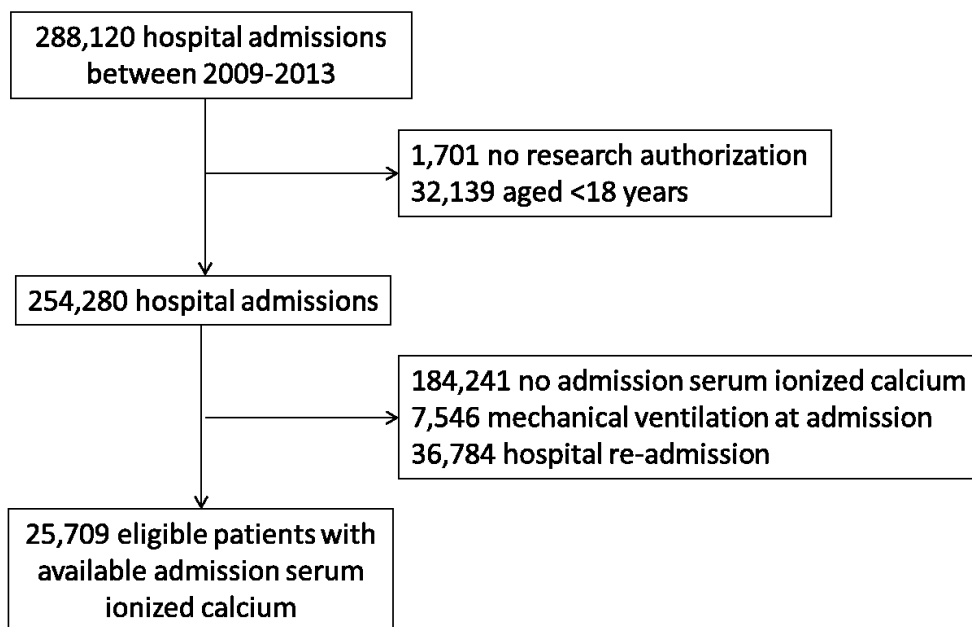 288,120 hospital admissions
between 2009-2013
1,701 no research authorization
32,139 aged <18 years
254,280 hospital admissions
184,241 no admission serum ionized calcium
7,546 mechanical ventilation at admission
36,784 hospital re-admission
25,709 eligible patients with
available admission serum
ionized calcium